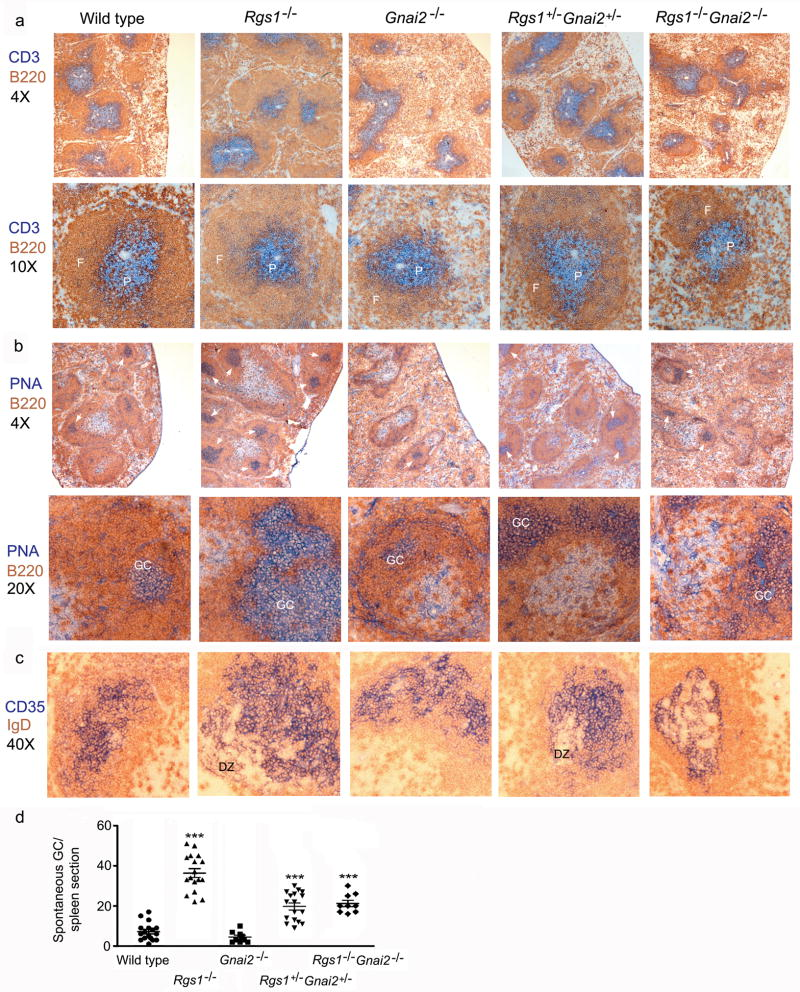 a
Wild type
Rgs1-/-
Gnai2-/-
Rgs1+/-Gnai2+/-
Rgs1-/-Gnai2-/-
CD3
B220
4X
CD3
B220
10X
F
P
F
P
F
P
F
P
F
P
b
PNA
B220
4X
PNA
B220
20X
GC
GC
GC
GC
GC
c
CD35
IgD
40X
DZ
DZ
d
Spontaneous GC/
spleen section
60
40
20
0
***
***
***
Wild type
Gnai2-/-
Rgs1-/-Gnai2-/-
Rgs1-/-
Rgs1+/-Gnai2+/-